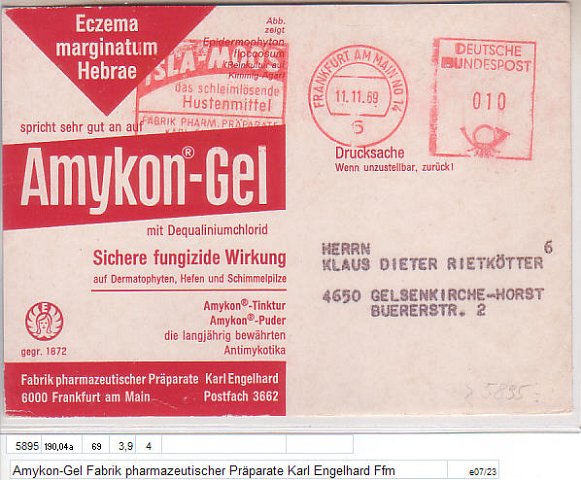 Eczema
marginatum
Hebrae
Abb.
zeigt
Epidermophyton
floccosum
(Reinkultur auf
Kimmig-Agar)
ISLA-MOOS
das schleimlösende
Hustenmittel
FABRIK PHARM. PRÄPARATE
FRANKFURT AM MAIN NO 14
11.11.69
6
DEUTSCHE
BUNDESPOST
010
spricht sehr gut an auf
Amykon®-Gel
mit Dequaliniumchlorid
Sichere fungizide Wirkung
auf Dermatophyten, Hefen und Schimmelpilze
Amykon®-Tinktur
Amykon®-Puder
die langjährig bewährten
Antimykotika
E
gegr. 1872
Fabrik pharmazeutischer Präparate Karl Engelhard
6000 Frankfurt am Main Postfach 3662
Drucksache
Wenn unzustellbar, zurück!
HERRN 6
KLAUS DIETER RIETKÖTTER
4650 GELSENKIRCHE-HORST
BUERERSTR. 2
5895
5895 190,04a 69 3,9 4
Amykon-Gel Fabrik pharmazeutischer Präparate Karl Engelhard Ffm e07/23